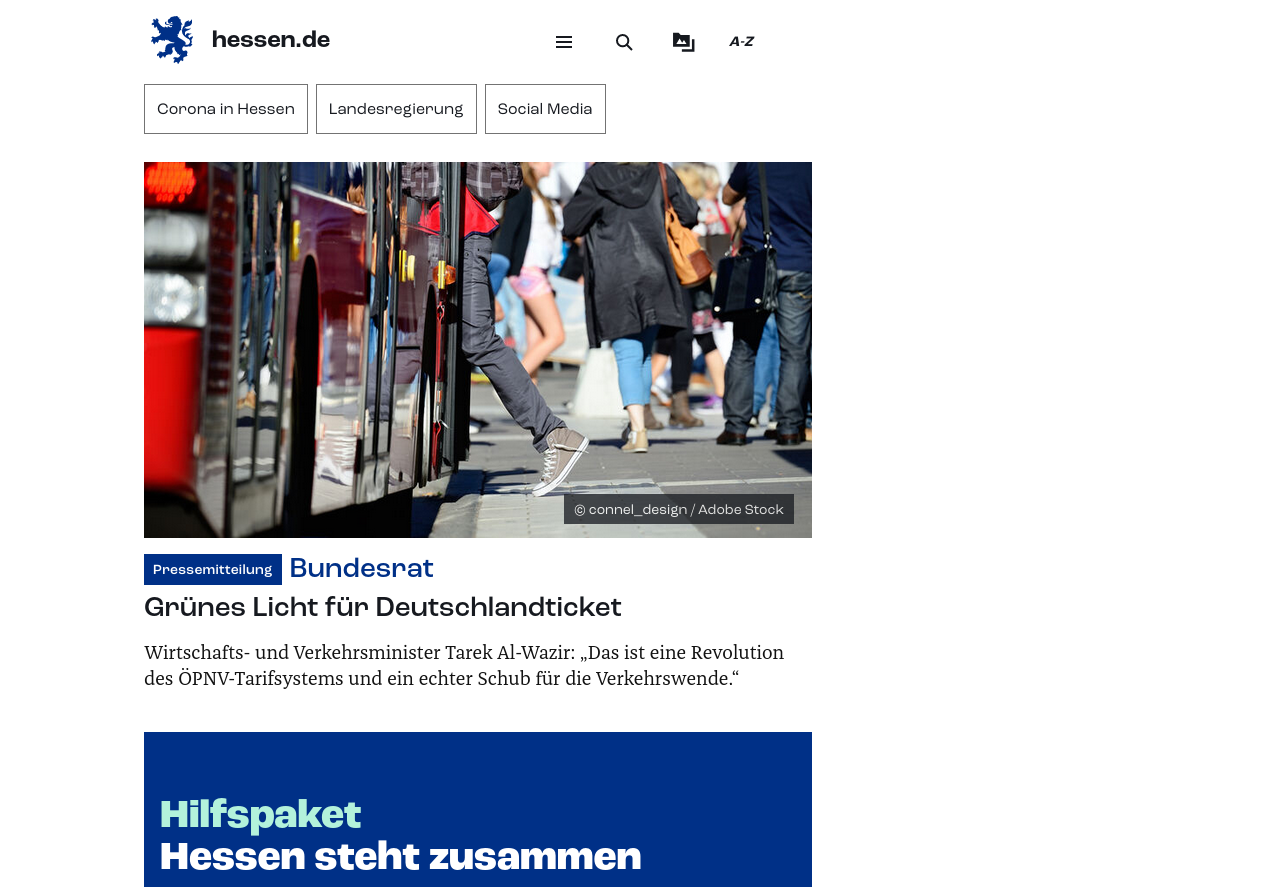 hessen.de
A-Z
Corona in Hessen
Landesregierung
Social Media
© connel_design / Adobe Stock
Pressemitteilung Bundesrat
Grünes Licht für Deutschlandticket
Wirtschafts- und Verkehrsminister Tarek Al-Wazir: „Das ist eine Revolution
des ÖPNV-Tarifsystems und ein echter Schub für die Verkehrswende.“
Hilfspaket
Hessen steht zusammen